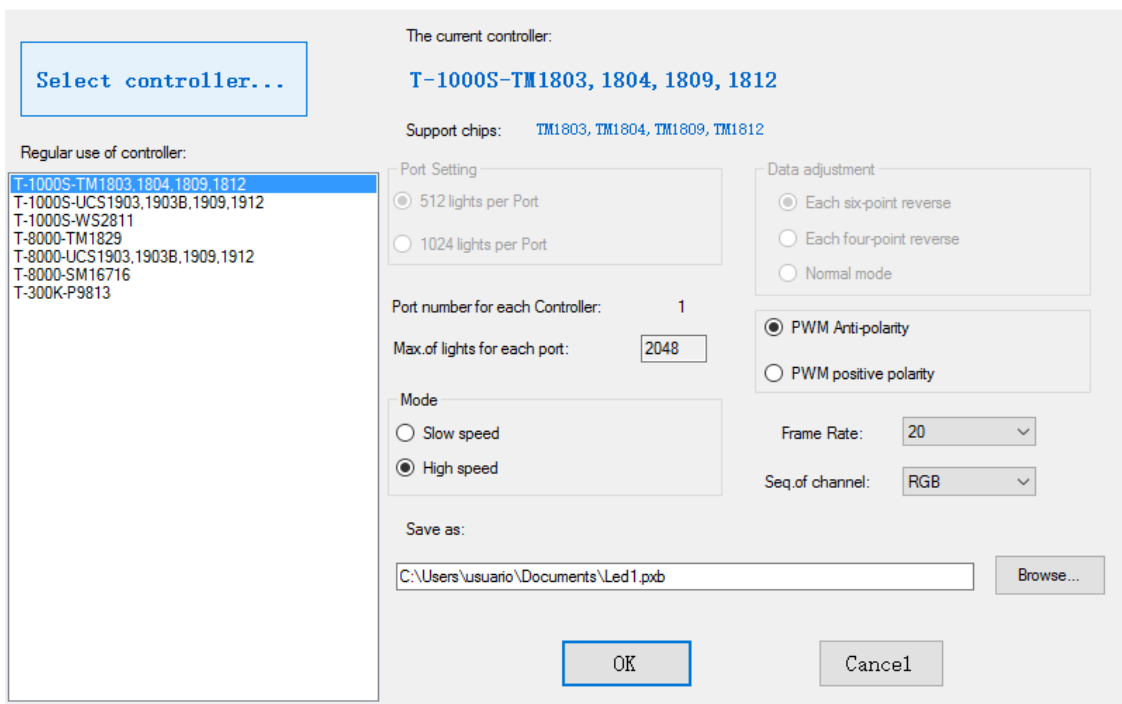 Select controller...
The current controller:
T-1000S-TM1803, 1804, 1809, 1812
Support chips: TM1803, TM1804, TM1809, TM1812
Regular use of controller:
T-1000S-TM1803,1804,1809,1812
T-1000S-UCS1903,1903B,1909,1912
T-1000S-WS2811
T-8000-TM1829
T-8000-UCS1903,1903B,1909,1912
T-8000-SM16716
T-300K-P9813
Port Setting
512 lights per Port
1024 lights per Port
Data adjustment
Each six-point reverse
Each four-point reverse
Normal mode
Port number for each Controller: 1
Max.of lights for each port: 2048
PWM Anti-polarity
PWM positive polarity
Mode
Slow speed
High speed
Frame Rate: 20
Seq.of channel: RGB
Save as:
C:\Users\usuario\Documents\Led1.pxb
Browse...
OK
Cancel